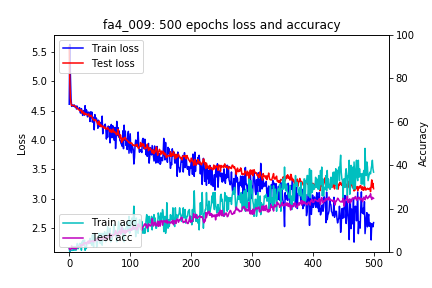 fa4_009: 500 epochs loss and accuracy
Train loss
Test loss
Train acc
Test acc
Loss
Accuracy
5.5
5.0
4.5
4.0
3.5
3.0
2.5
100
80
60
40
20
0
0 100 200 300 400 500